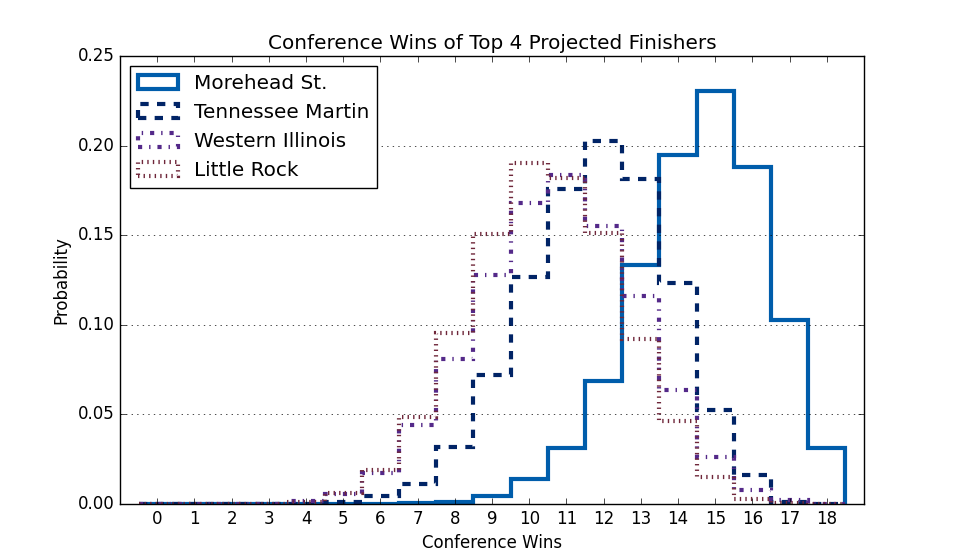 Conference Wins of Top 4 Projected Finishers
0.25
0.20
0.15
0.10
0.05
0.00
Probability
Morehead St.
Tennessee Martin
Western Illinois
Little Rock
0 1 2 3 4 5 6 7 8 9 10 11 12 13 14 15 16 17 18
Conference Wins